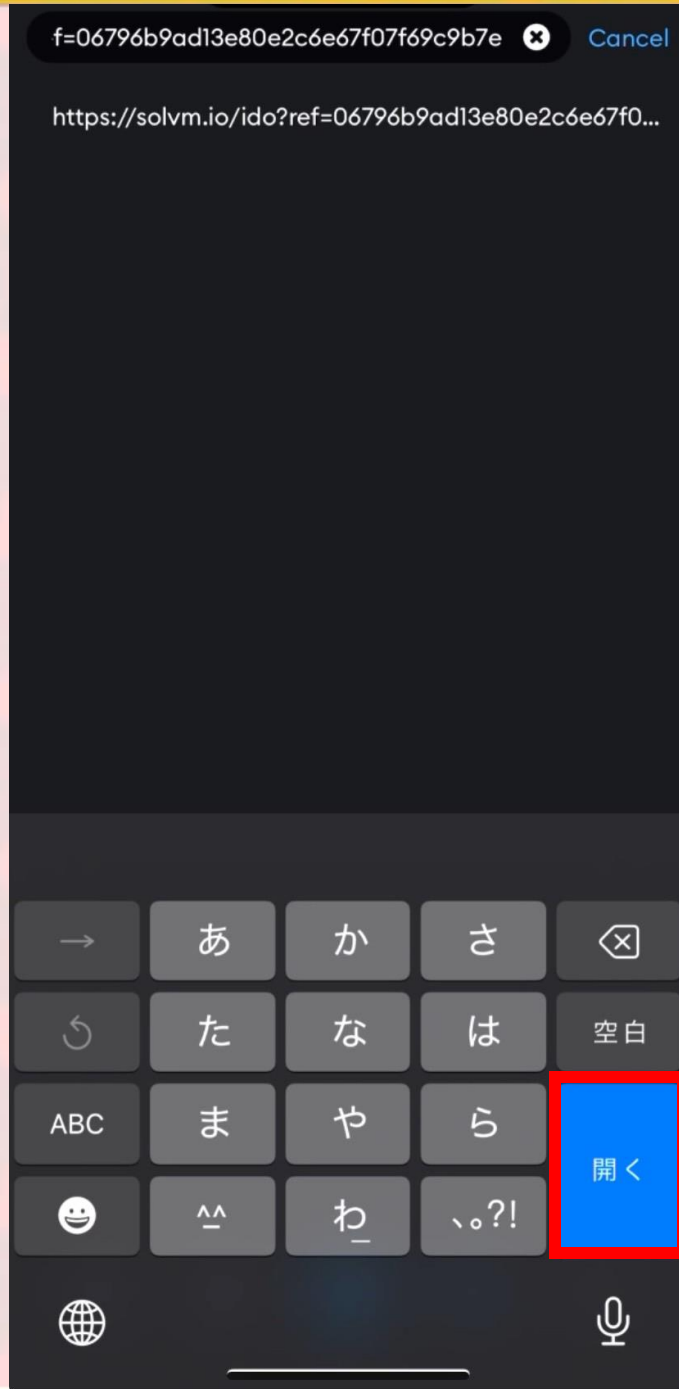 f=06796b9ad13e80e2c6e67f07f69c9b7e Cancel
https://solvm.io/ido?ref=06796b9ad13e80e2c6e67f0...
→ あ か さ
た な は 空白
ABC ま や ら 開く
^^ わ 、。?!